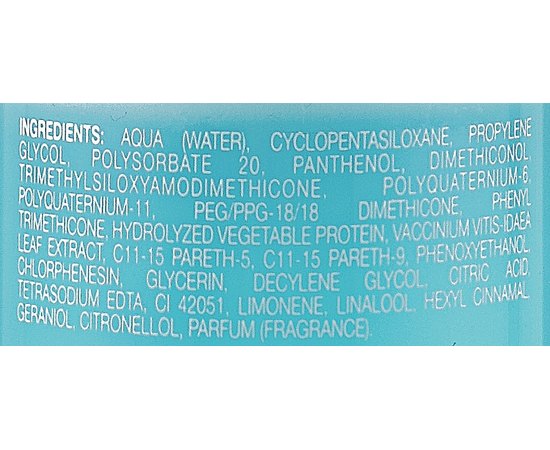 INGREDIENTS: AQUA (WATER), CYCLOPENTASILOXANE, PROPYLENE
GLYCOL, POLYSORBATE 20, PANTHENOL, DIMETHICONOL,
TRIMETHYLSILOXYAMODIMETHICONE, POLYQUATERNIUM-6,
POLYQUATERNIUM-11, PEG/PPG-18/18 DIMETHICONE, PHENYL
TRIMETHICONE, HYDROLYZED VEGETABLE PROTEIN, VACCINIUM VITIS-IDAEA
LEAF EXTRACT, C11-15 PARETH-5, C11-15 PARETH-9, PHENOXYETHANOL,
CHLORPHENESIN, GLYCERIN, DECYLENE GLYCOL, CITRIC ACID,
TETRASODIUM EDTA, CI 42051, LIMONENE, LINALOOL, HEXYL CINNAMAL,
GERANIOL, CITRONELLOL, PARFUM (FRAGRANCE).